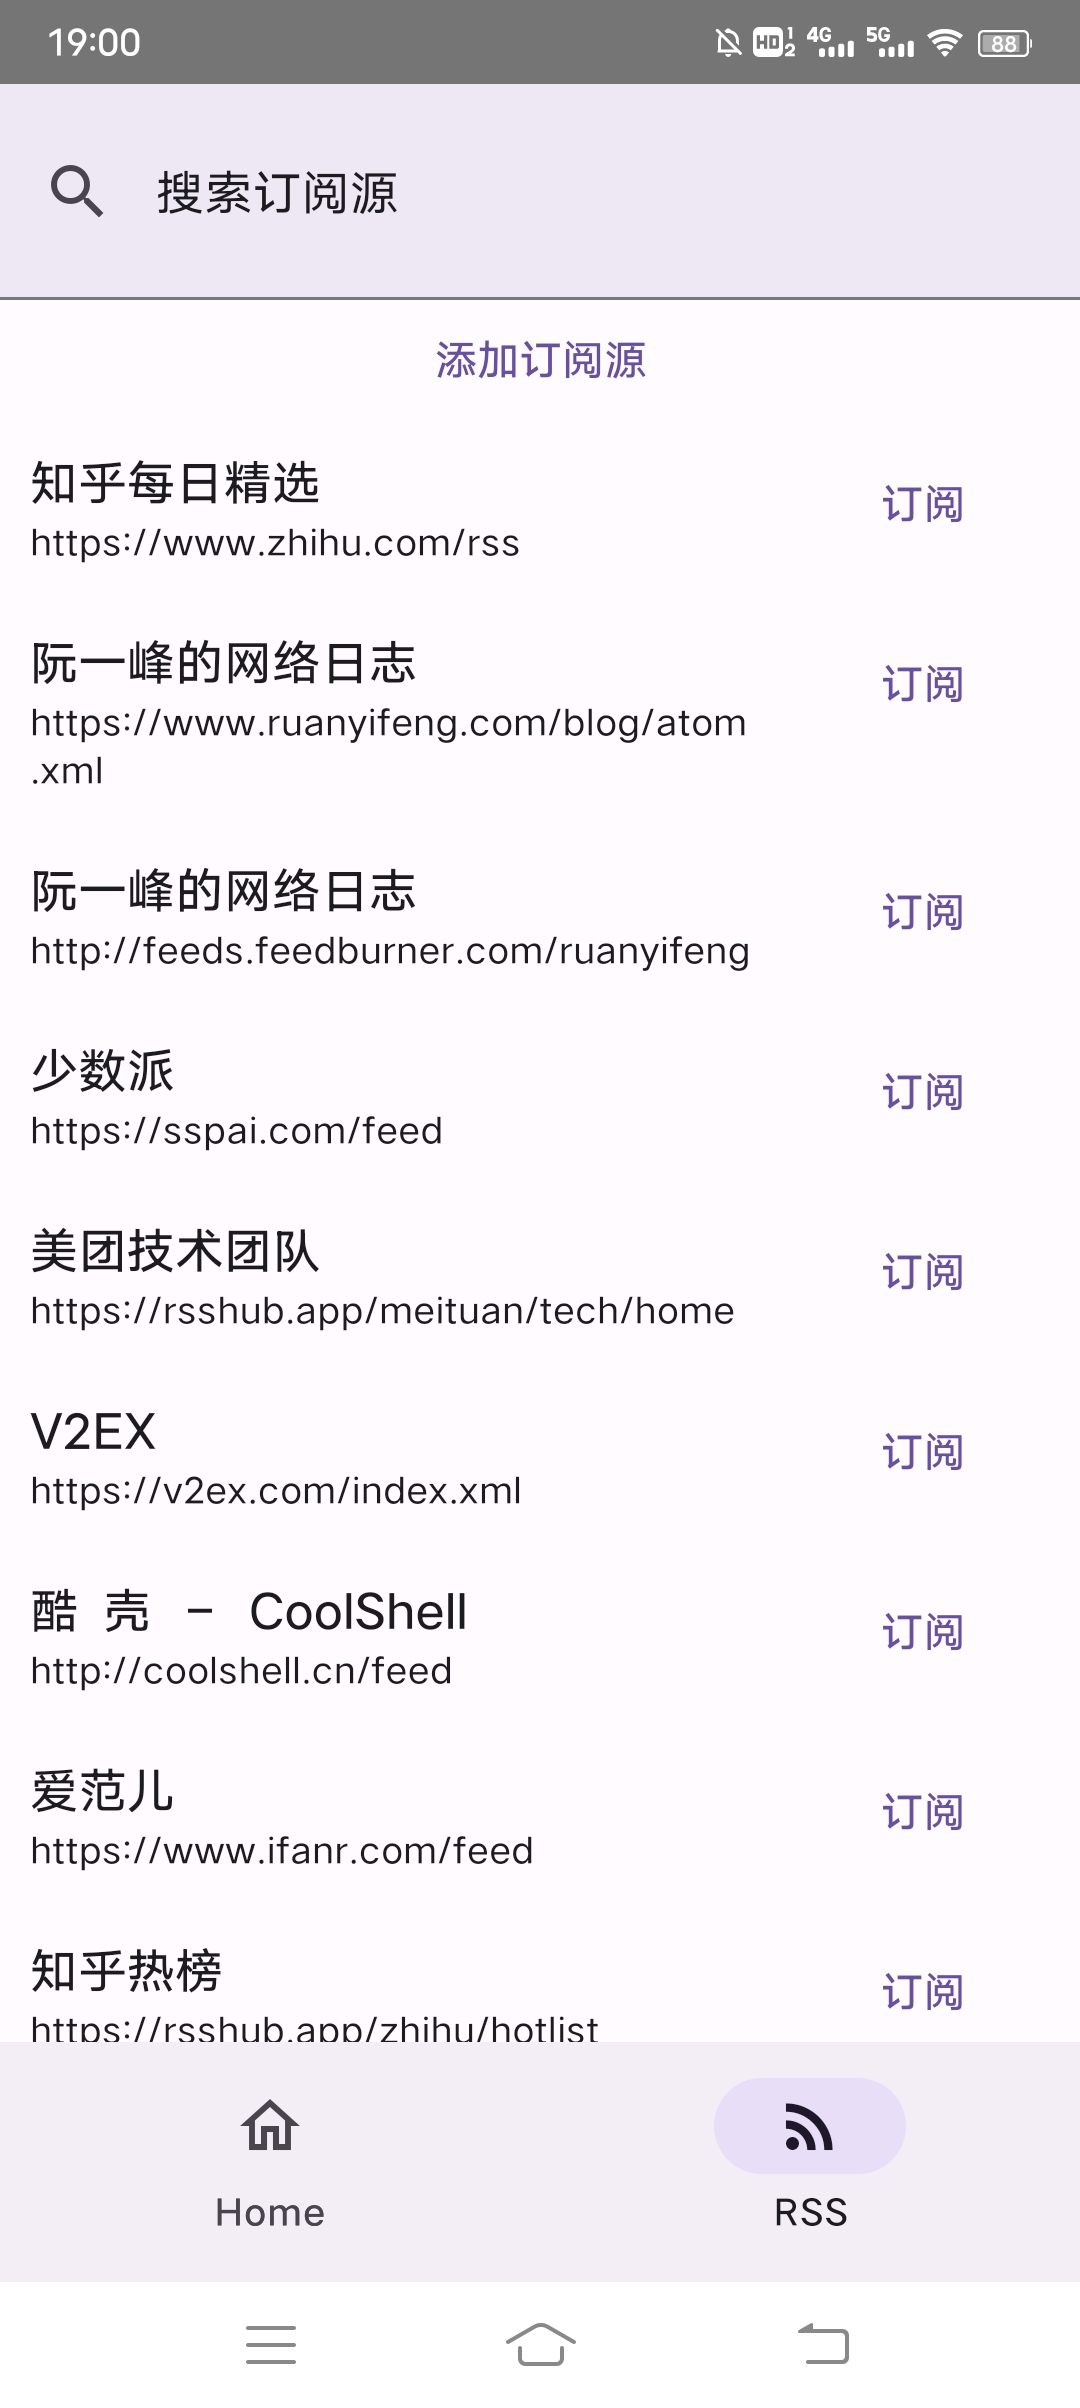 19:00
HD 1 2 4G 5G 88
搜索订阅源
添加订阅源
知乎每日精选
https://www.zhihu.com/rss
订阅
阮一峰的网络日志
https://www.ruanyifeng.com/blog/atom
.xml
订阅
阮一峰的网络日志
http://feeds.feedburner.com/ruanyifeng
订阅
少数派
https://sspai.com/feed
订阅
美团技术团队
https://rsshub.app/meituan/tech/home
订阅
V2EX
https://v2ex.com/index.xml
订阅
酷 壳 – CoolShell
http://coolshell.cn/feed
订阅
爱范儿
https://www.ifanr.com/feed
订阅
知乎热榜
https://rsshub.app/zhihu/hotlist
订阅
Home
RSS